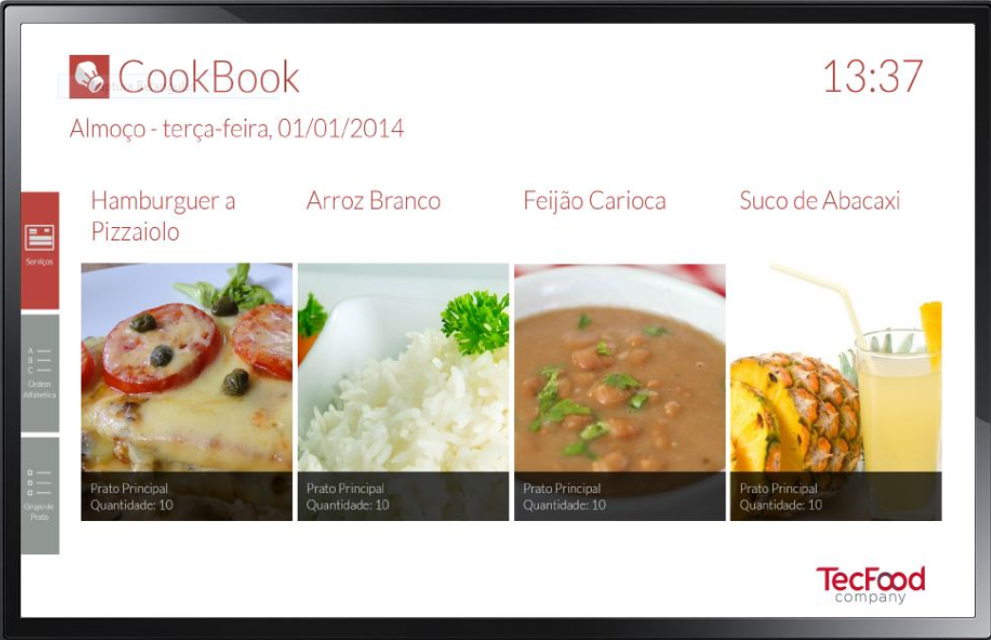 CookBook
13:37
Almoço - terça-feira, 01/01/2014
Serviços
A
B
C
Ordem
Alfabética
Grupo de
Prato
Hamburguer a
Pizzaiolo
Prato Principal
Quantidade: 10
Arroz Branco
Prato Principal
Quantidade: 10
Feijão Carioca
Prato Principal
Quantidade: 10
Suco de Abacaxi
Prato Principal
Quantidade: 10
TecFood
company